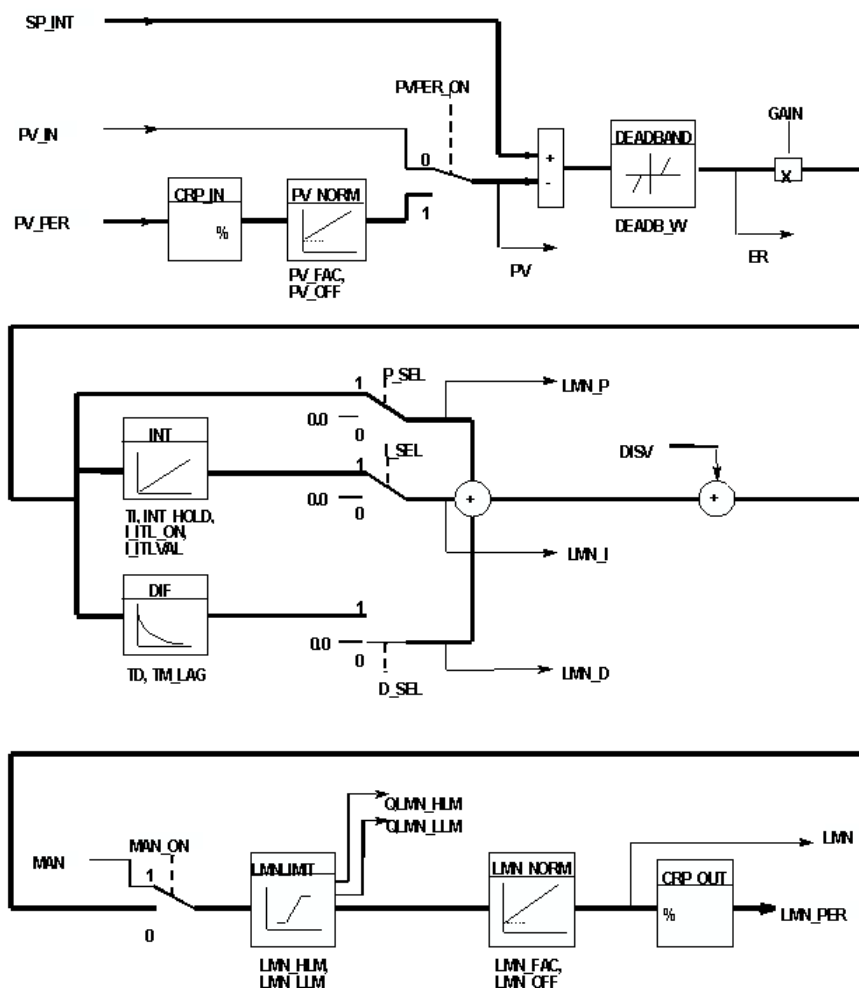 SP_INT
PVPER_ON
GAIN
PV_IN
0
+
-
DEADBAND
X
CRP_IN
PV_NORM
PV_PER
%
1
DEADB_W
PV_FAC,
PV_OFF
PV
ER
1
P_SEL
LMN_P
0.0
0
INT
1
I_SEL
DISV
0.0
+
+
0
TI, INT_HOLD,
I_ITL_ON,
I_ITLVAL
LMN_I
DIF
1
0.0
0
TD, TM_LAG
D_SEL
LMN_D
QLMN_HLM
QLMN_LLM
MAN_ON
LMN
MAN
1
LMNLIMIT
LMN_NORM
CRP_OUT
%
LMN_PER
0
LMN_HLM,
LMN_LLM
LMN_FAC,
LMN_OFF